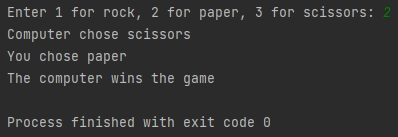 Enter 1 for rock, 2 for paper, 3 for scissors: 2
Computer chose scissors
You chose paper
The computer wins the game
Process finished with exit code 0